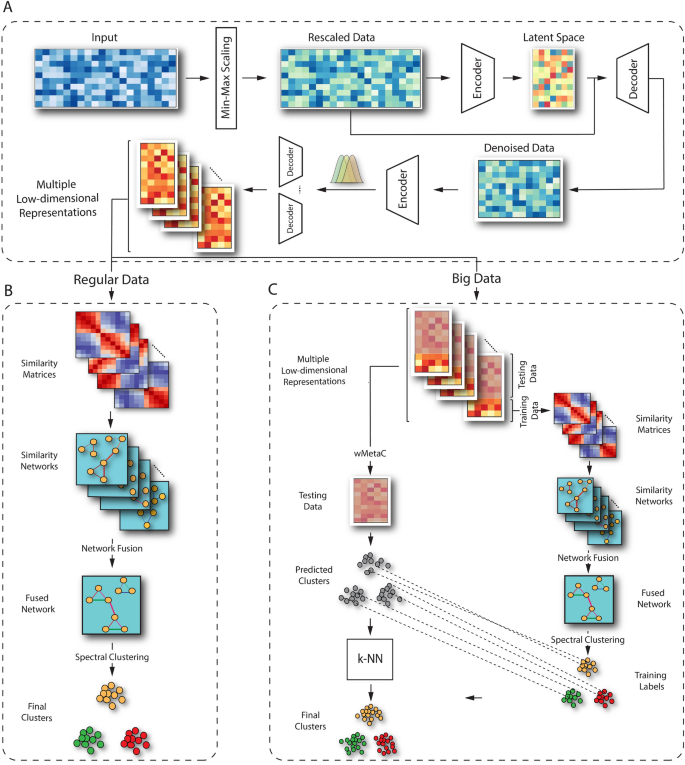 A
Input
Min-Max Scaling
Rescaled Data
Encoder
Latent Space
Decoder
Denoised Data
Encoder
Decoder
Decoder
Multiple
Low-dimensional
Representations
Regular Data
Big Data
B
Similarity
Matrices
Similarity
Networks
Network Fusion
Fused
Network
Spectral Clustering
Final
Clusters
C
Multiple
Low-dimensional
Representations
Testing
Data
Training
Data
Similarity
Matrices
wMetaC
Testing
Data
Similarity
Networks
Network Fusion
Predicted
Clusters
Fused
Network
Spectral Clustering
k-NN
Training
Labels
Final
Clusters